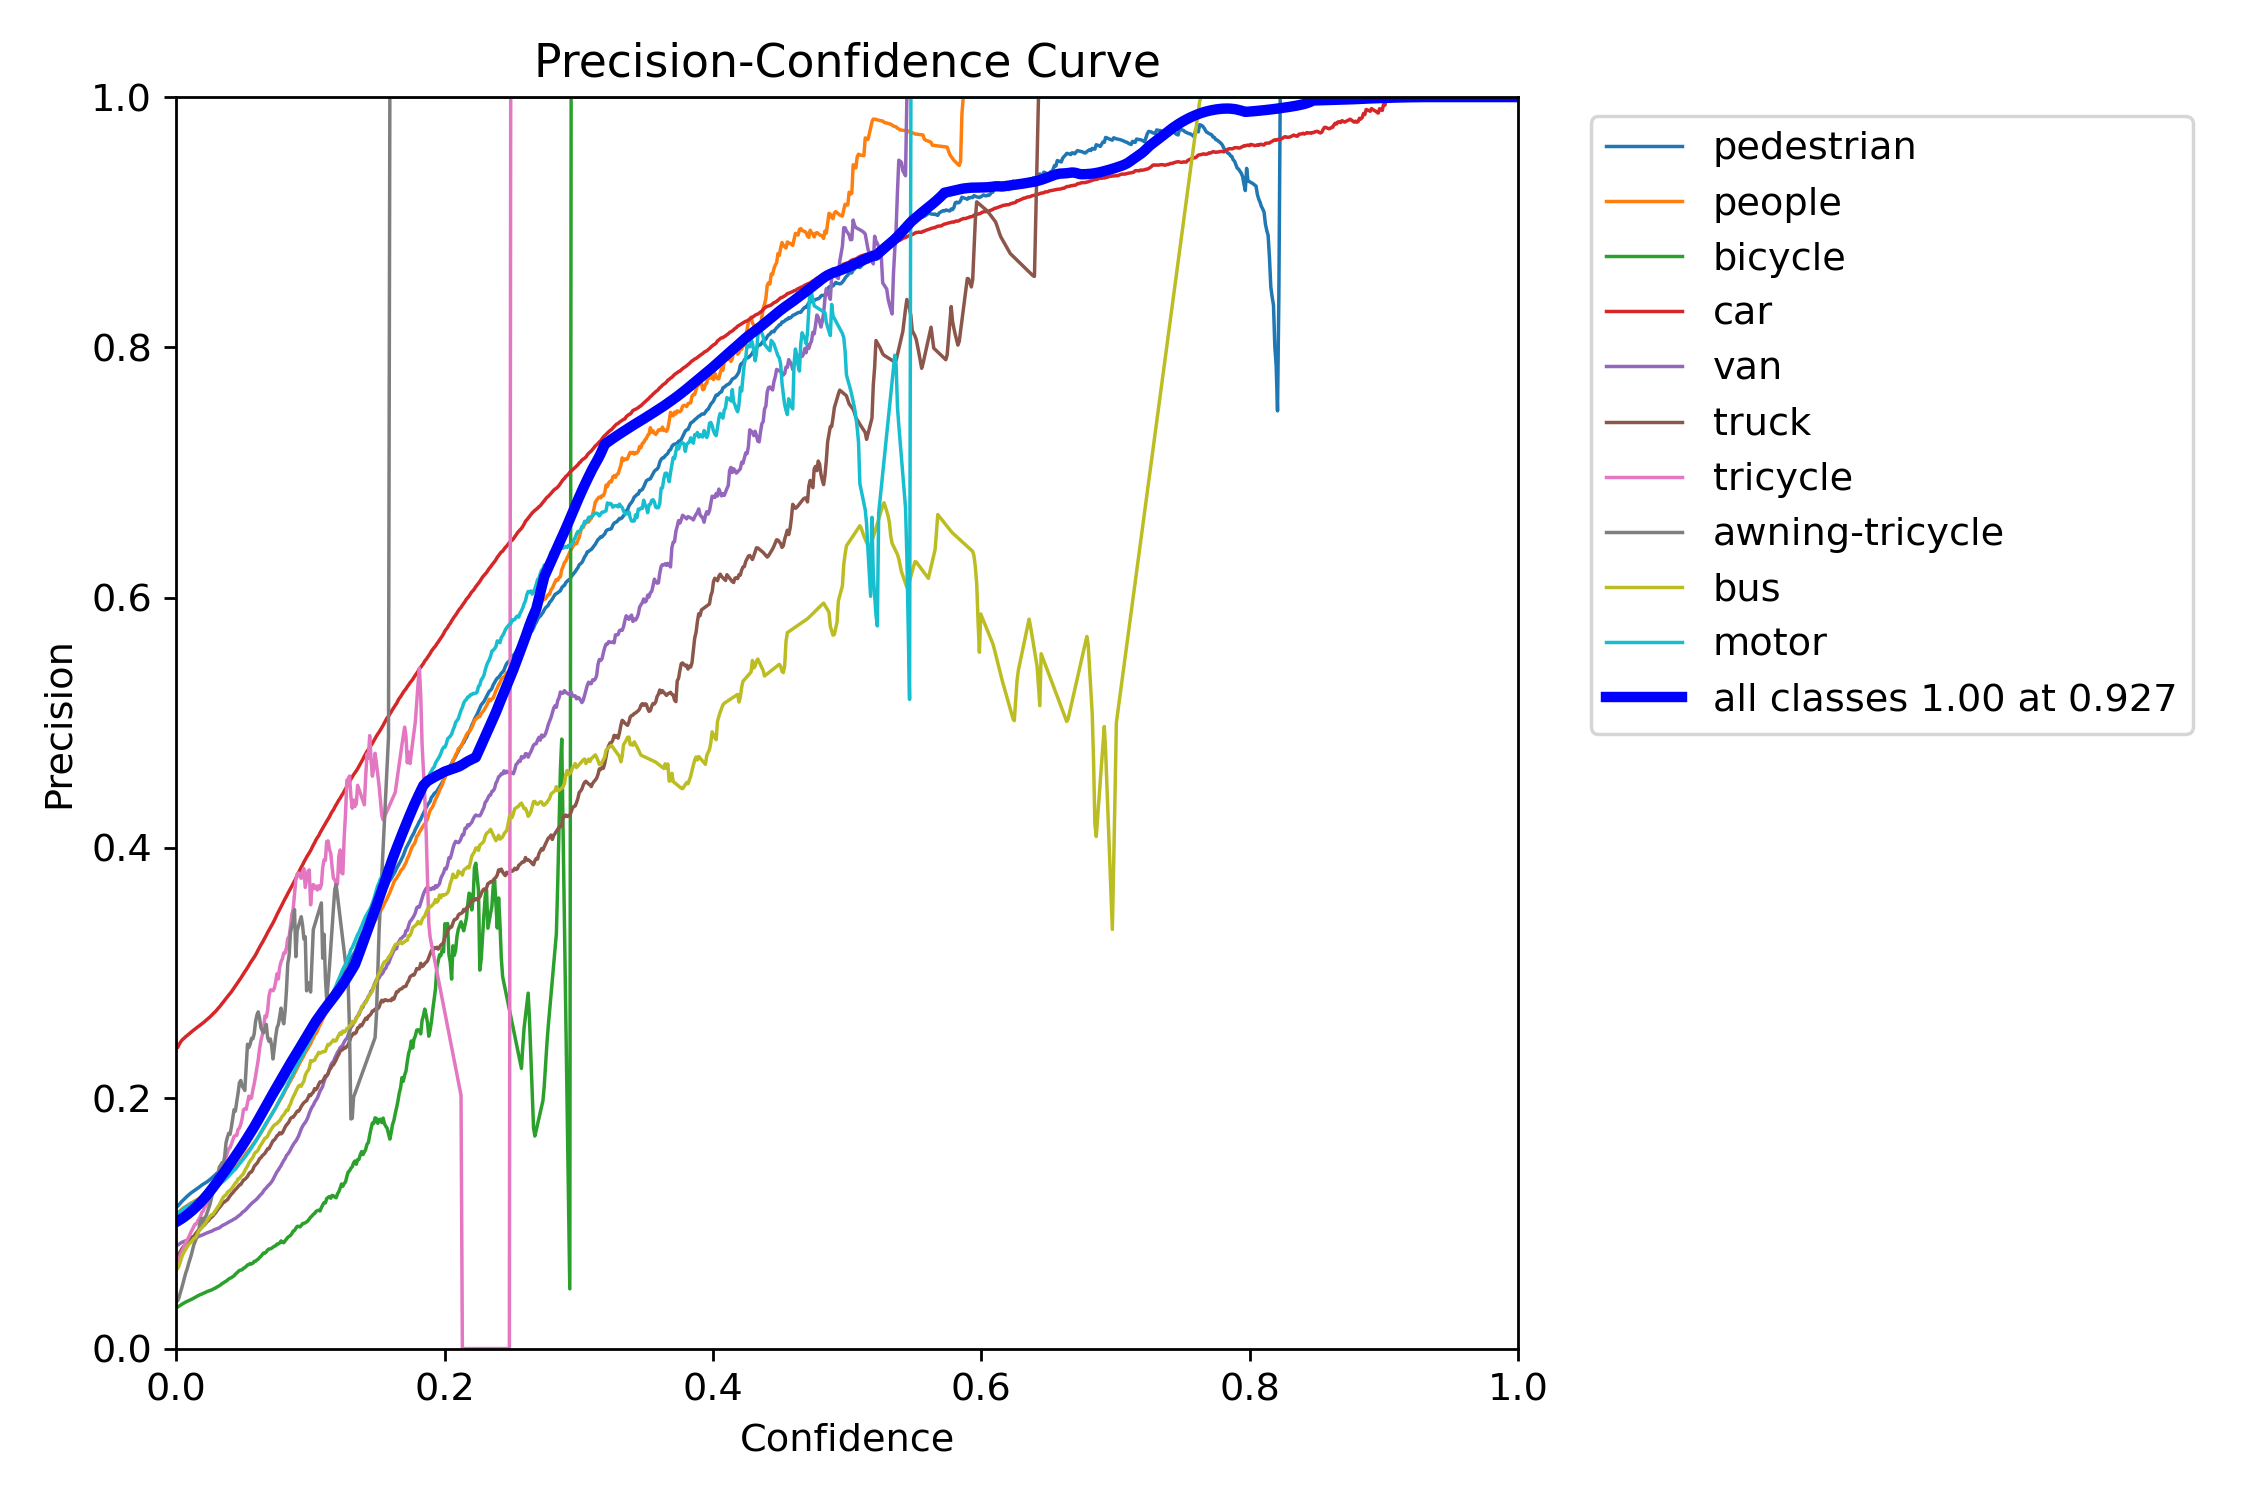 Precision-Confidence Curve
1.0
0.8
0.6
0.4
0.2
0.0
Precision
0.0 0.2 0.4 0.6 0.8 1.0
Confidence
pedestrian
people
bicycle
car
van
truck
tricycle
awning-tricycle
bus
motor
all classes 1.00 at 0.927